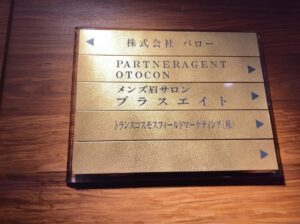 株式会社 バロー
PARTNERAGENT
OTOCON
メンズ眉サロン
プラスエイト
トランスコスモスフィールドマーケティング(株)